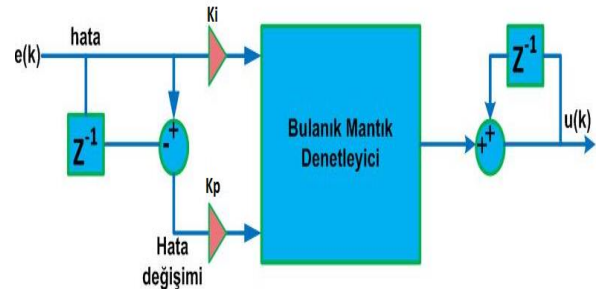 Ki
hata
e(k)
Z-1
+
-
Kp
Hata
değişimi
Bulanık Mantık
Denetleyici
Z-1
+
+
u(k)